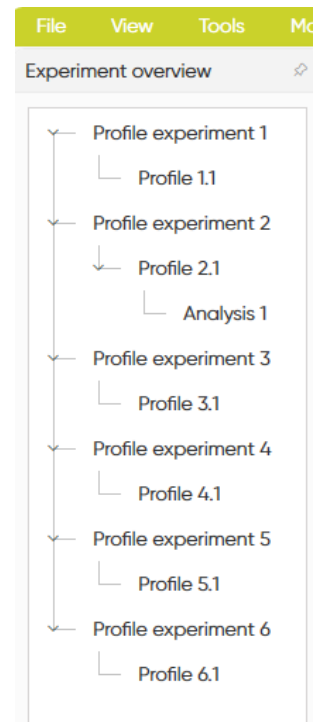 File View Tools
Experiment overview
Profile experiment 1
Profile 1.1
Profile experiment 2
Profile 2.1
Analysis 1
Profile experiment 3
Profile 3.1
Profile experiment 4
Profile 4.1
Profile experiment 5
Profile 5.1
Profile experiment 6
Profile 6.1